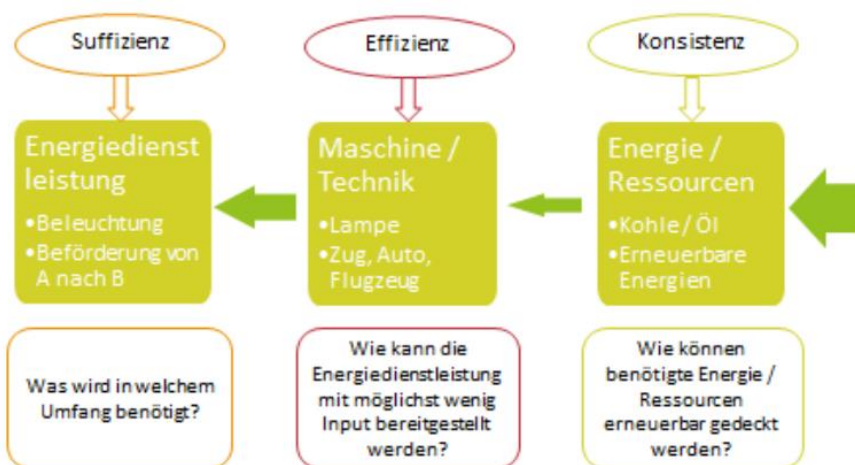 Suffizienz
Effizienz
Konsistenz
Energiedienst
leistung
•Beleuchtung
•Beförderung von
A nach B
Maschine /
Technik
•Lampe
•Zug, Auto,
Flugzeug
Energie /
Ressourcen
•Kohle / Öl
•Erneuerbare
Energien
Was wird in welchem
Umfang benötigt?
Wie kann die
Energiedienstleistung
mit möglichst wenig
Input bereitgestellt
werden?
Wie können
benötigte Energie /
Ressourcen
erneuerbar gedeckt
werden?